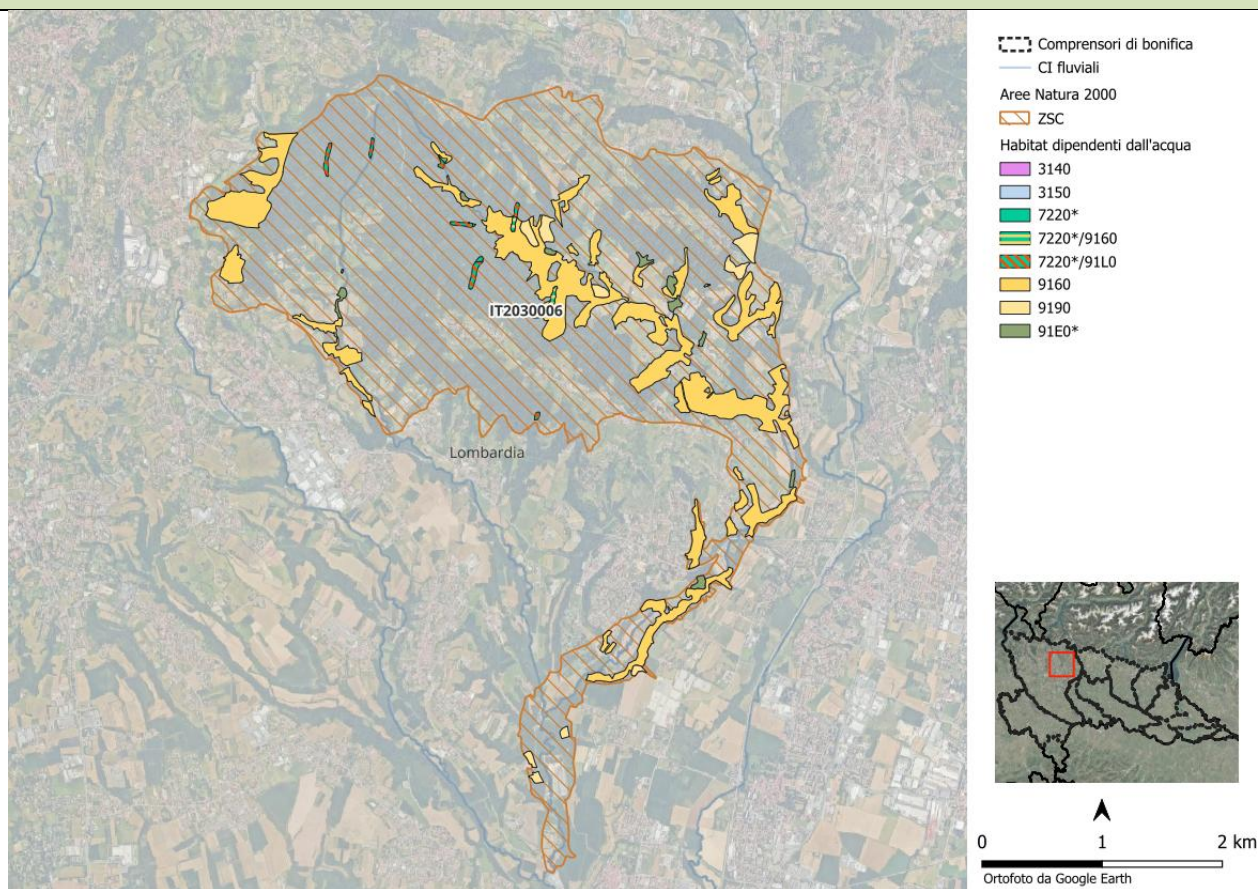 IT2030006
Lombardia
Comprensori di bonifica
CI fluviali
Aree Natura 2000
ZSC
Habitat dipendenti dall'acqua
3140
3150
7220*
7220*/9160
7220*/91L0
9160
9190
91E0*
0 1 2 km
Ortofoto da Google Earth